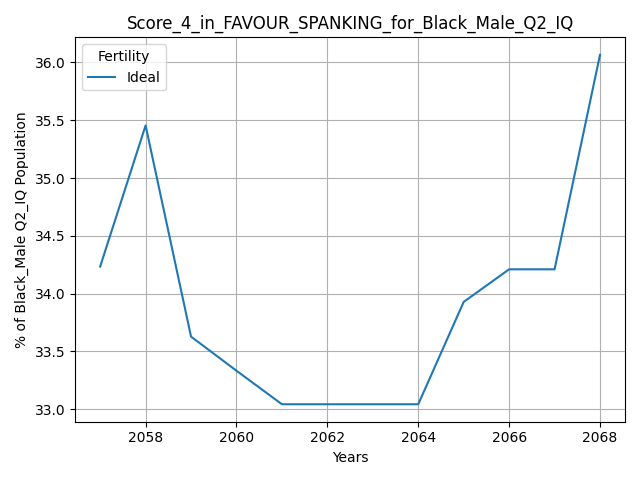 Score_4_in_FAVOUR_SPANKING_for_Black_Male_Q2_IQ
Fertility
Ideal
% of Black_Male Q2_IQ Population
36.0
35.5
35.0
34.5
34.0
33.5
33.0
2058 2060 2062 2064 2066 2068
Years